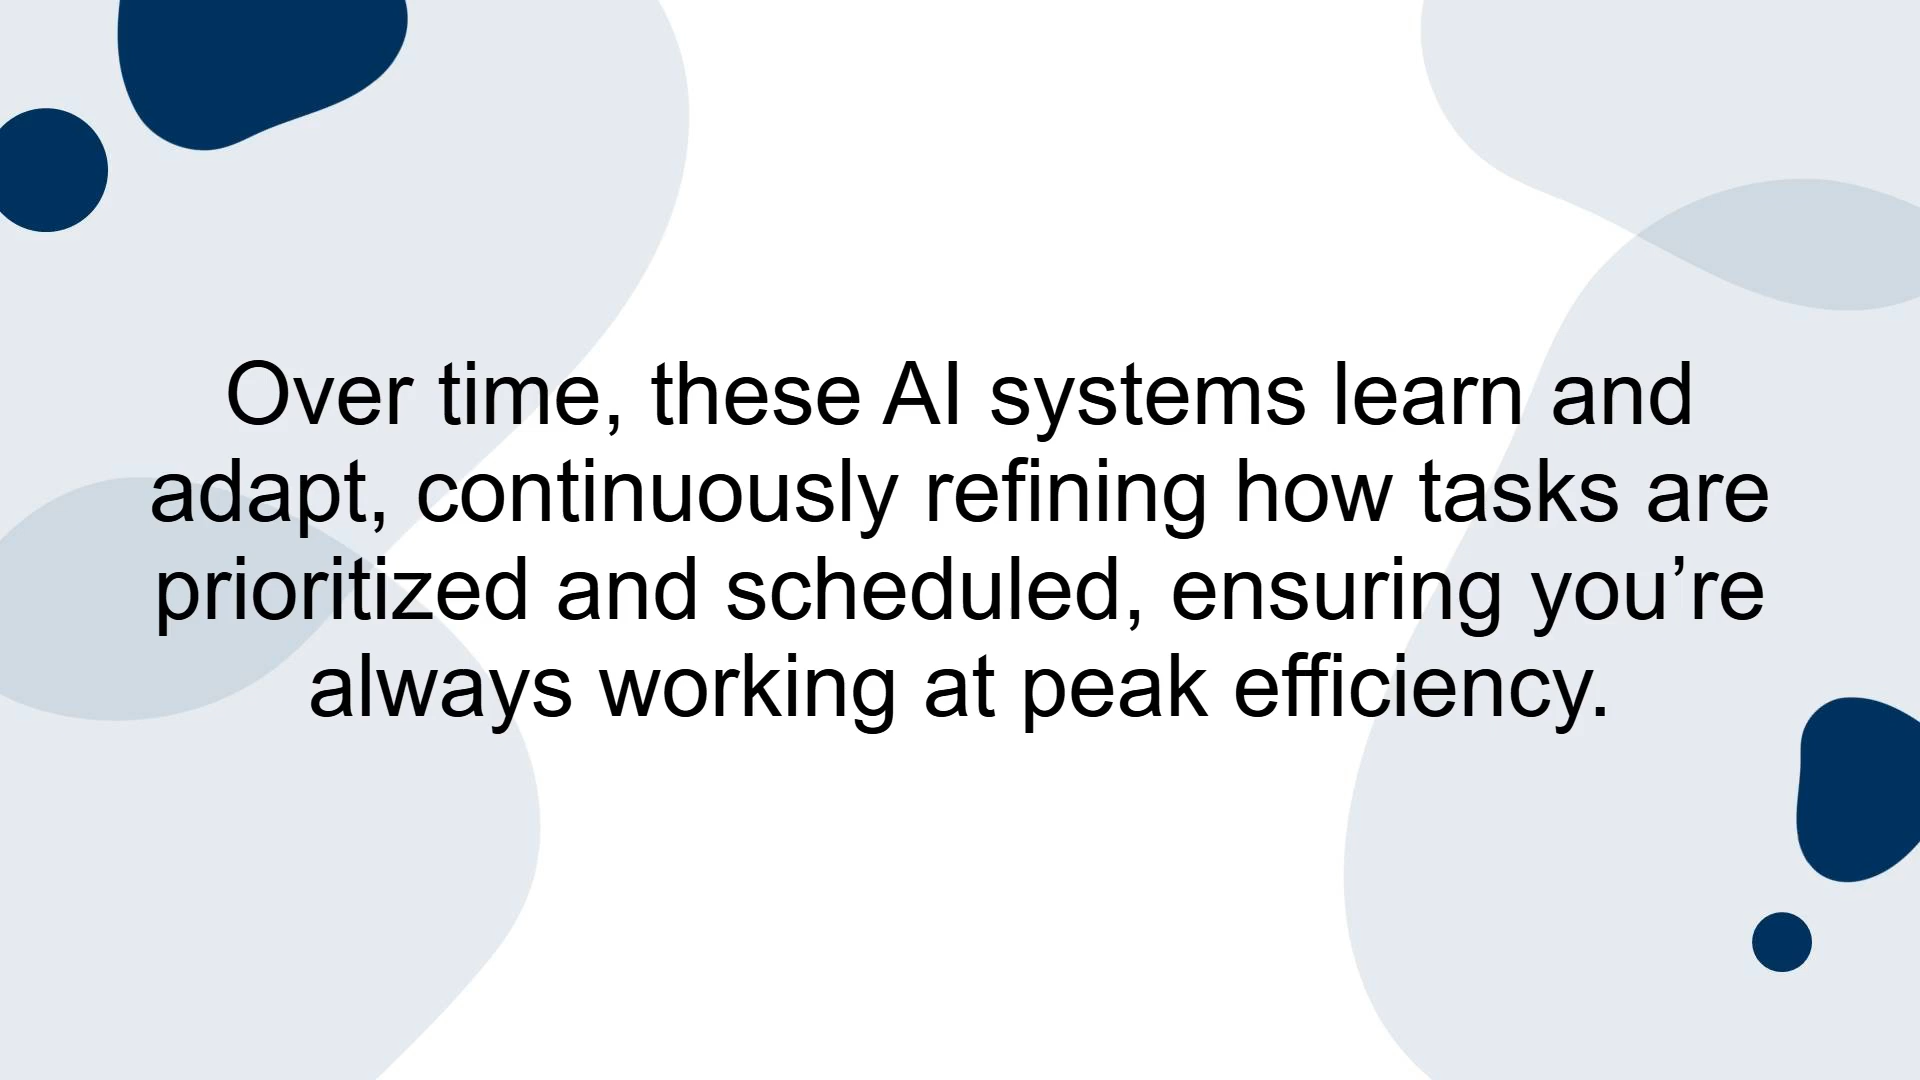 Over time, these AI systems learn and
adapt, continuously refining how tasks are
prioritized and scheduled, ensuring you’re
always working at peak efficiency.